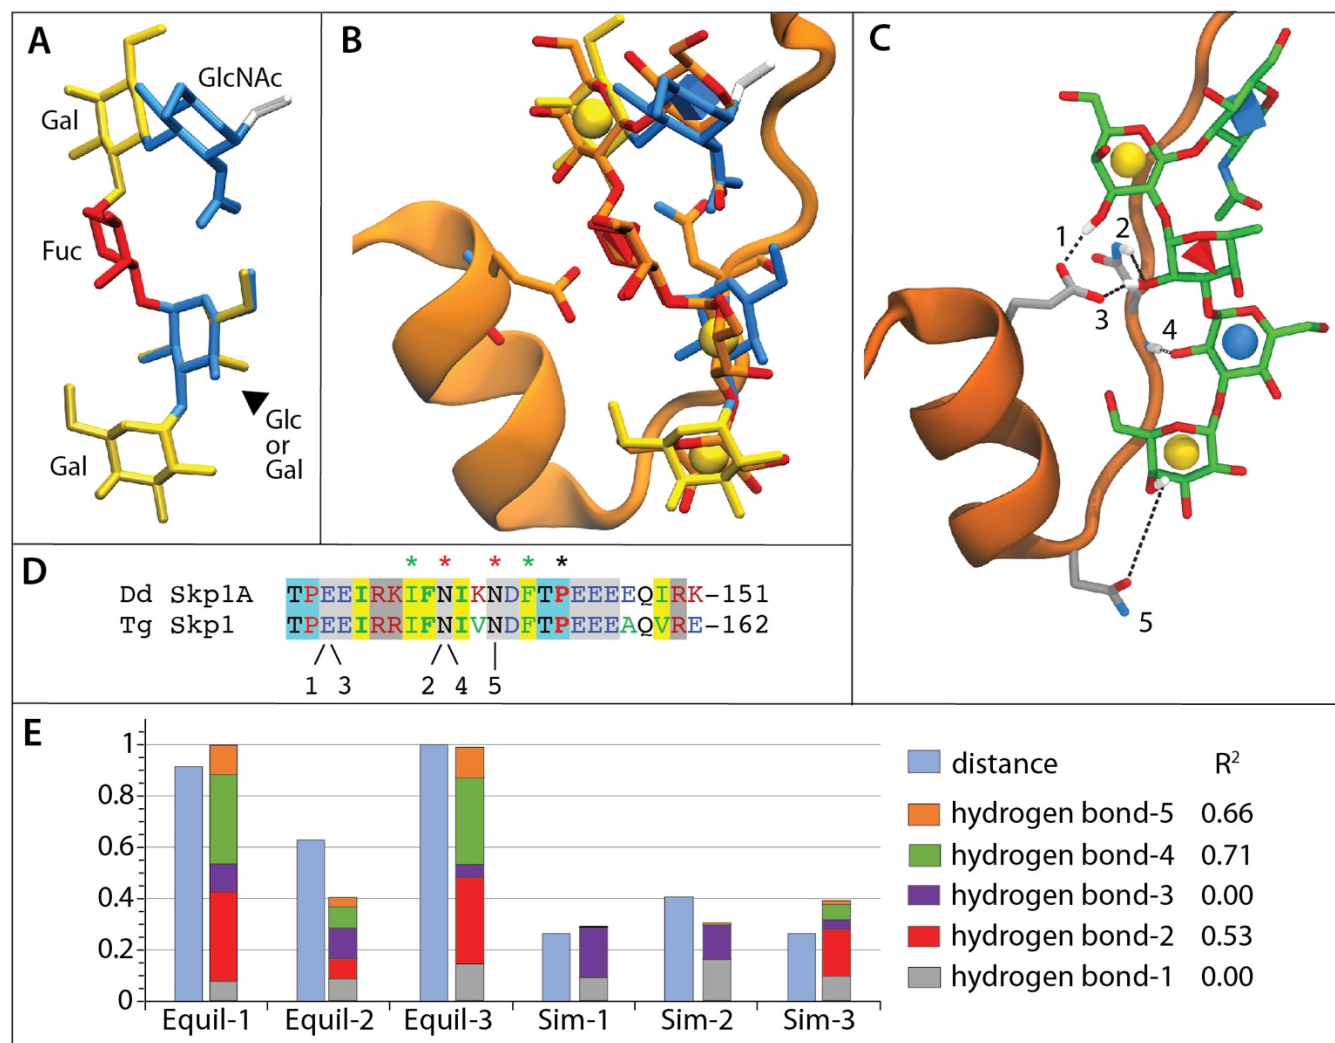 A
GlcNAc
Gal
Fuc
Glc
or
Gal
Gal
B
C
1
2
3
4
5
D
* * * * *
Dd Skp1A TPEEIRKIFNIKNDFTPEEEEQIRK-151
Tg Skp1 TPEEIRRIFNIVNDFTPEEEAQVRE-162
1 3 2 4 5
E
1
0.8
0.6
0.4
0.2
0
Equil-1 Equil-2 Equil-3 Sim-1 Sim-2 Sim-3
distance R²
hydrogen bond-5 0.66
hydrogen bond-4 0.71
hydrogen bond-3 0.00
hydrogen bond-2 0.53
hydrogen bond-1 0.00